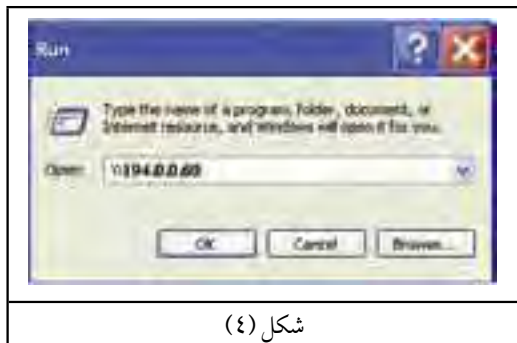 Run
Type the name of a program, folder, document, or
Internet resource, and Windows will open it for you.
Open: \\194.0.0.60
OK Cancel Browse...
شكل (٤)